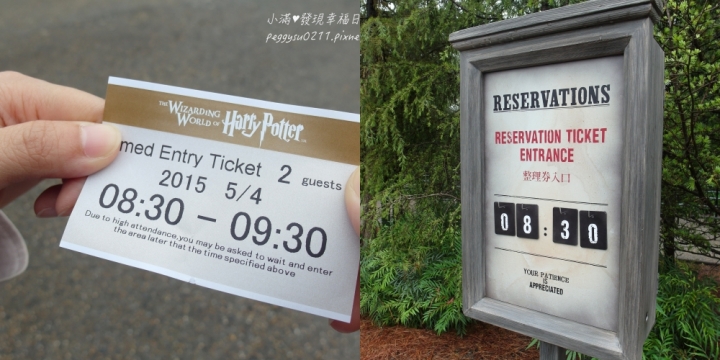 小滿♥發現幸福日
peggysu0211.pixne
THE WIZARDING
WORLD OF Harry Potter
med Entry Ticket 2 guests
2015 5/4
08:30 - 09:30
Due to high attendance,you may be asked to wait and enter
the area later that the time specified above
RESERVATIONS
RESERVATION TICKET
ENTRANCE
整理券入口
08:30
YOUR PATIENCE
IS
APPRECIATED